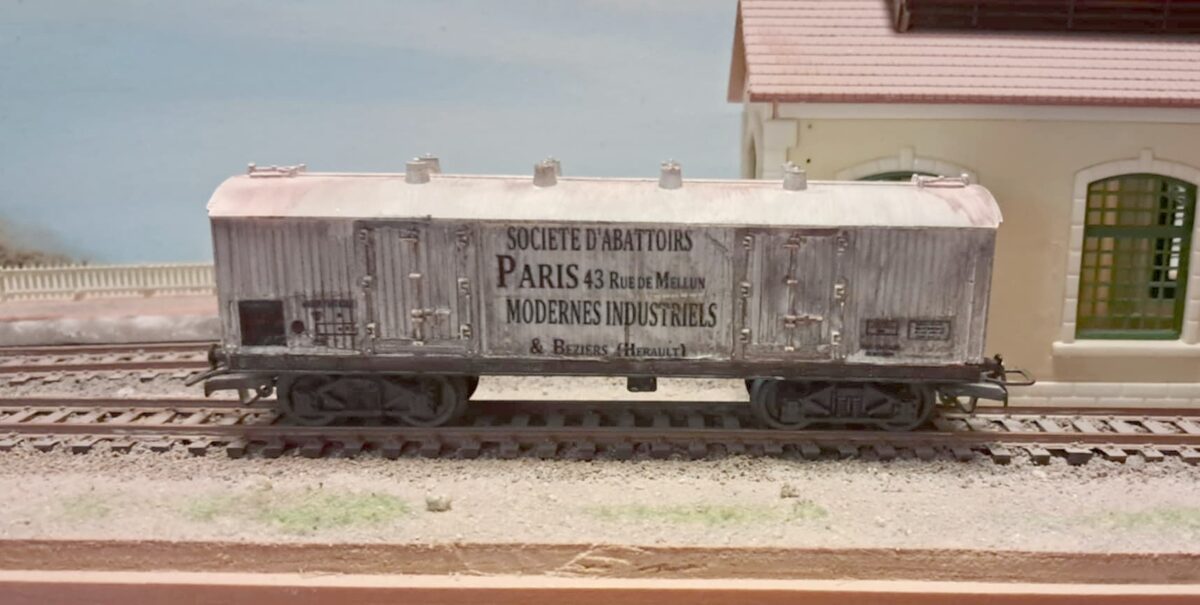 SOCIETE D'ABATTOIRS
PARIS 43 RUE DE MELLUN
MODERNES INDUSTRIELS
& BEZIERS (HERAULT)